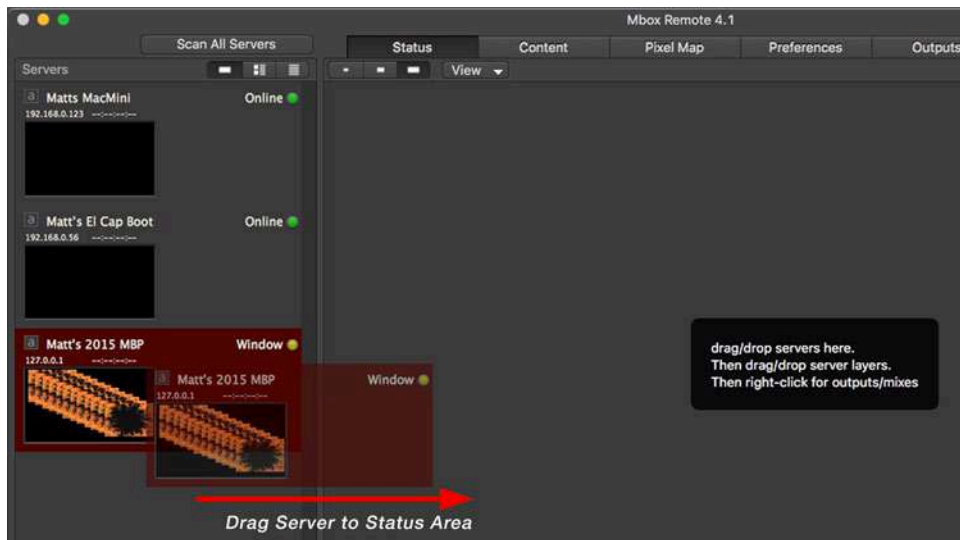 Mbox Remote 4.1
Scan All Servers
Status
Content
Pixel Map
Preferences
Outputs
Servers
View
a Matts MacMini Online
192.168.0.123 --:--:--:--
a Matt's El Cap Boot Online
192.168.0.56 --:--:--:--
a Matt's 2015 MBP Window
127.0.0.1 --:--:--:--
a Matt's 2015 MBP Window
127.0.0.1 --:--:--:--
drag/drop servers here.
Then drag/drop server layers.
Then right-click for outputs/mixes
Drag Server to Status Area